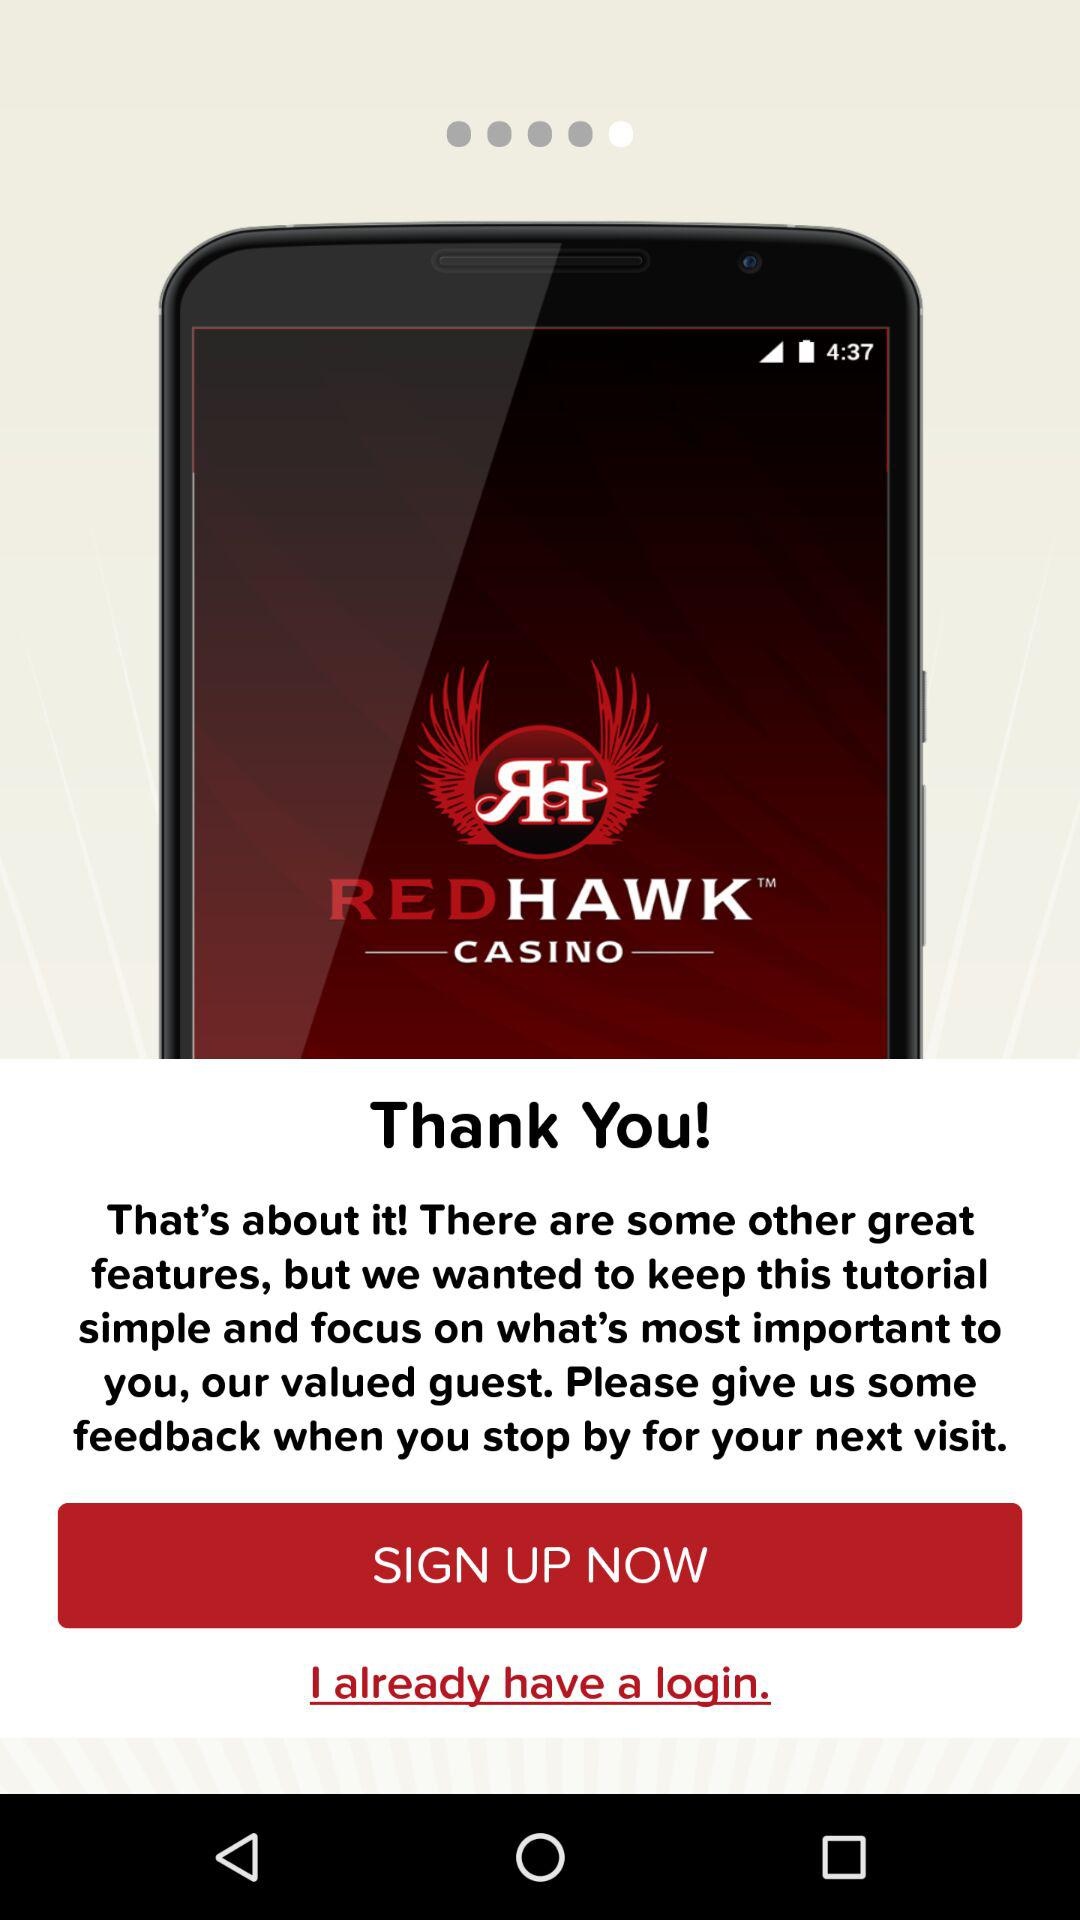 4:37
RH
REDHAWK™
CASINO
Thank You!
That’s about it! There are some other great
features, but we wanted to keep this tutorial
simple and focus on what’s most important to
you, our valued guest. Please give us some
feedback when you stop by for your next visit.
SIGN UP NOW
I already have a login.